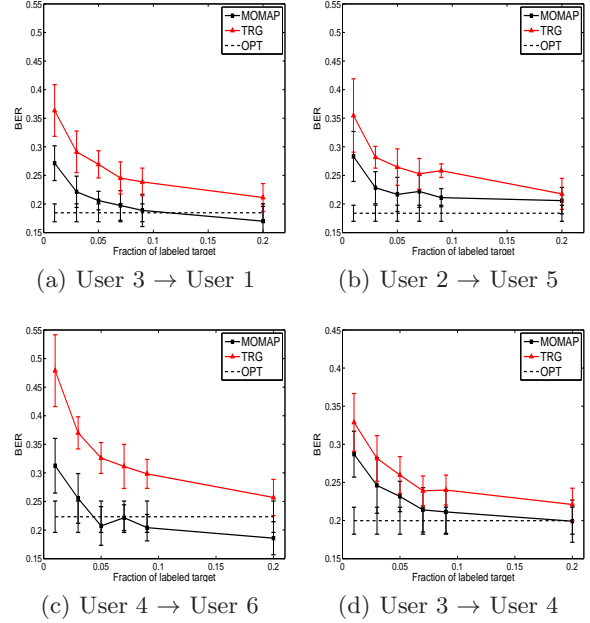 0.55
0.5
0.45
0.4
0.35
0.3
0.25
0.2
0.15
BER
0 0.05 0.1 0.15 0.2
Fraction of labeled target
MOMAP
TRG
OPT
(a) User 3 → User 1
0.55
0.5
0.45
0.4
0.35
0.3
0.25
0.2
0.15
BER
0 0.05 0.1 0.15 0.2
Fraction of labeled target
MOMAP
TRG
OPT
(b) User 2 → User 5
0.55
0.5
0.45
0.4
0.35
0.3
0.25
0.2
0.15
BER
0 0.05 0.1 0.15 0.2
Fraction of labeled target
MOMAP
TRG
OPT
(c) User 4 → User 6
0.45
0.4
0.35
0.3
0.25
0.2
0.15
BER
0 0.05 0.1 0.15 0.2
Fraction of labeled target
MOMAP
TRG
OPT
(d) User 3 → User 4